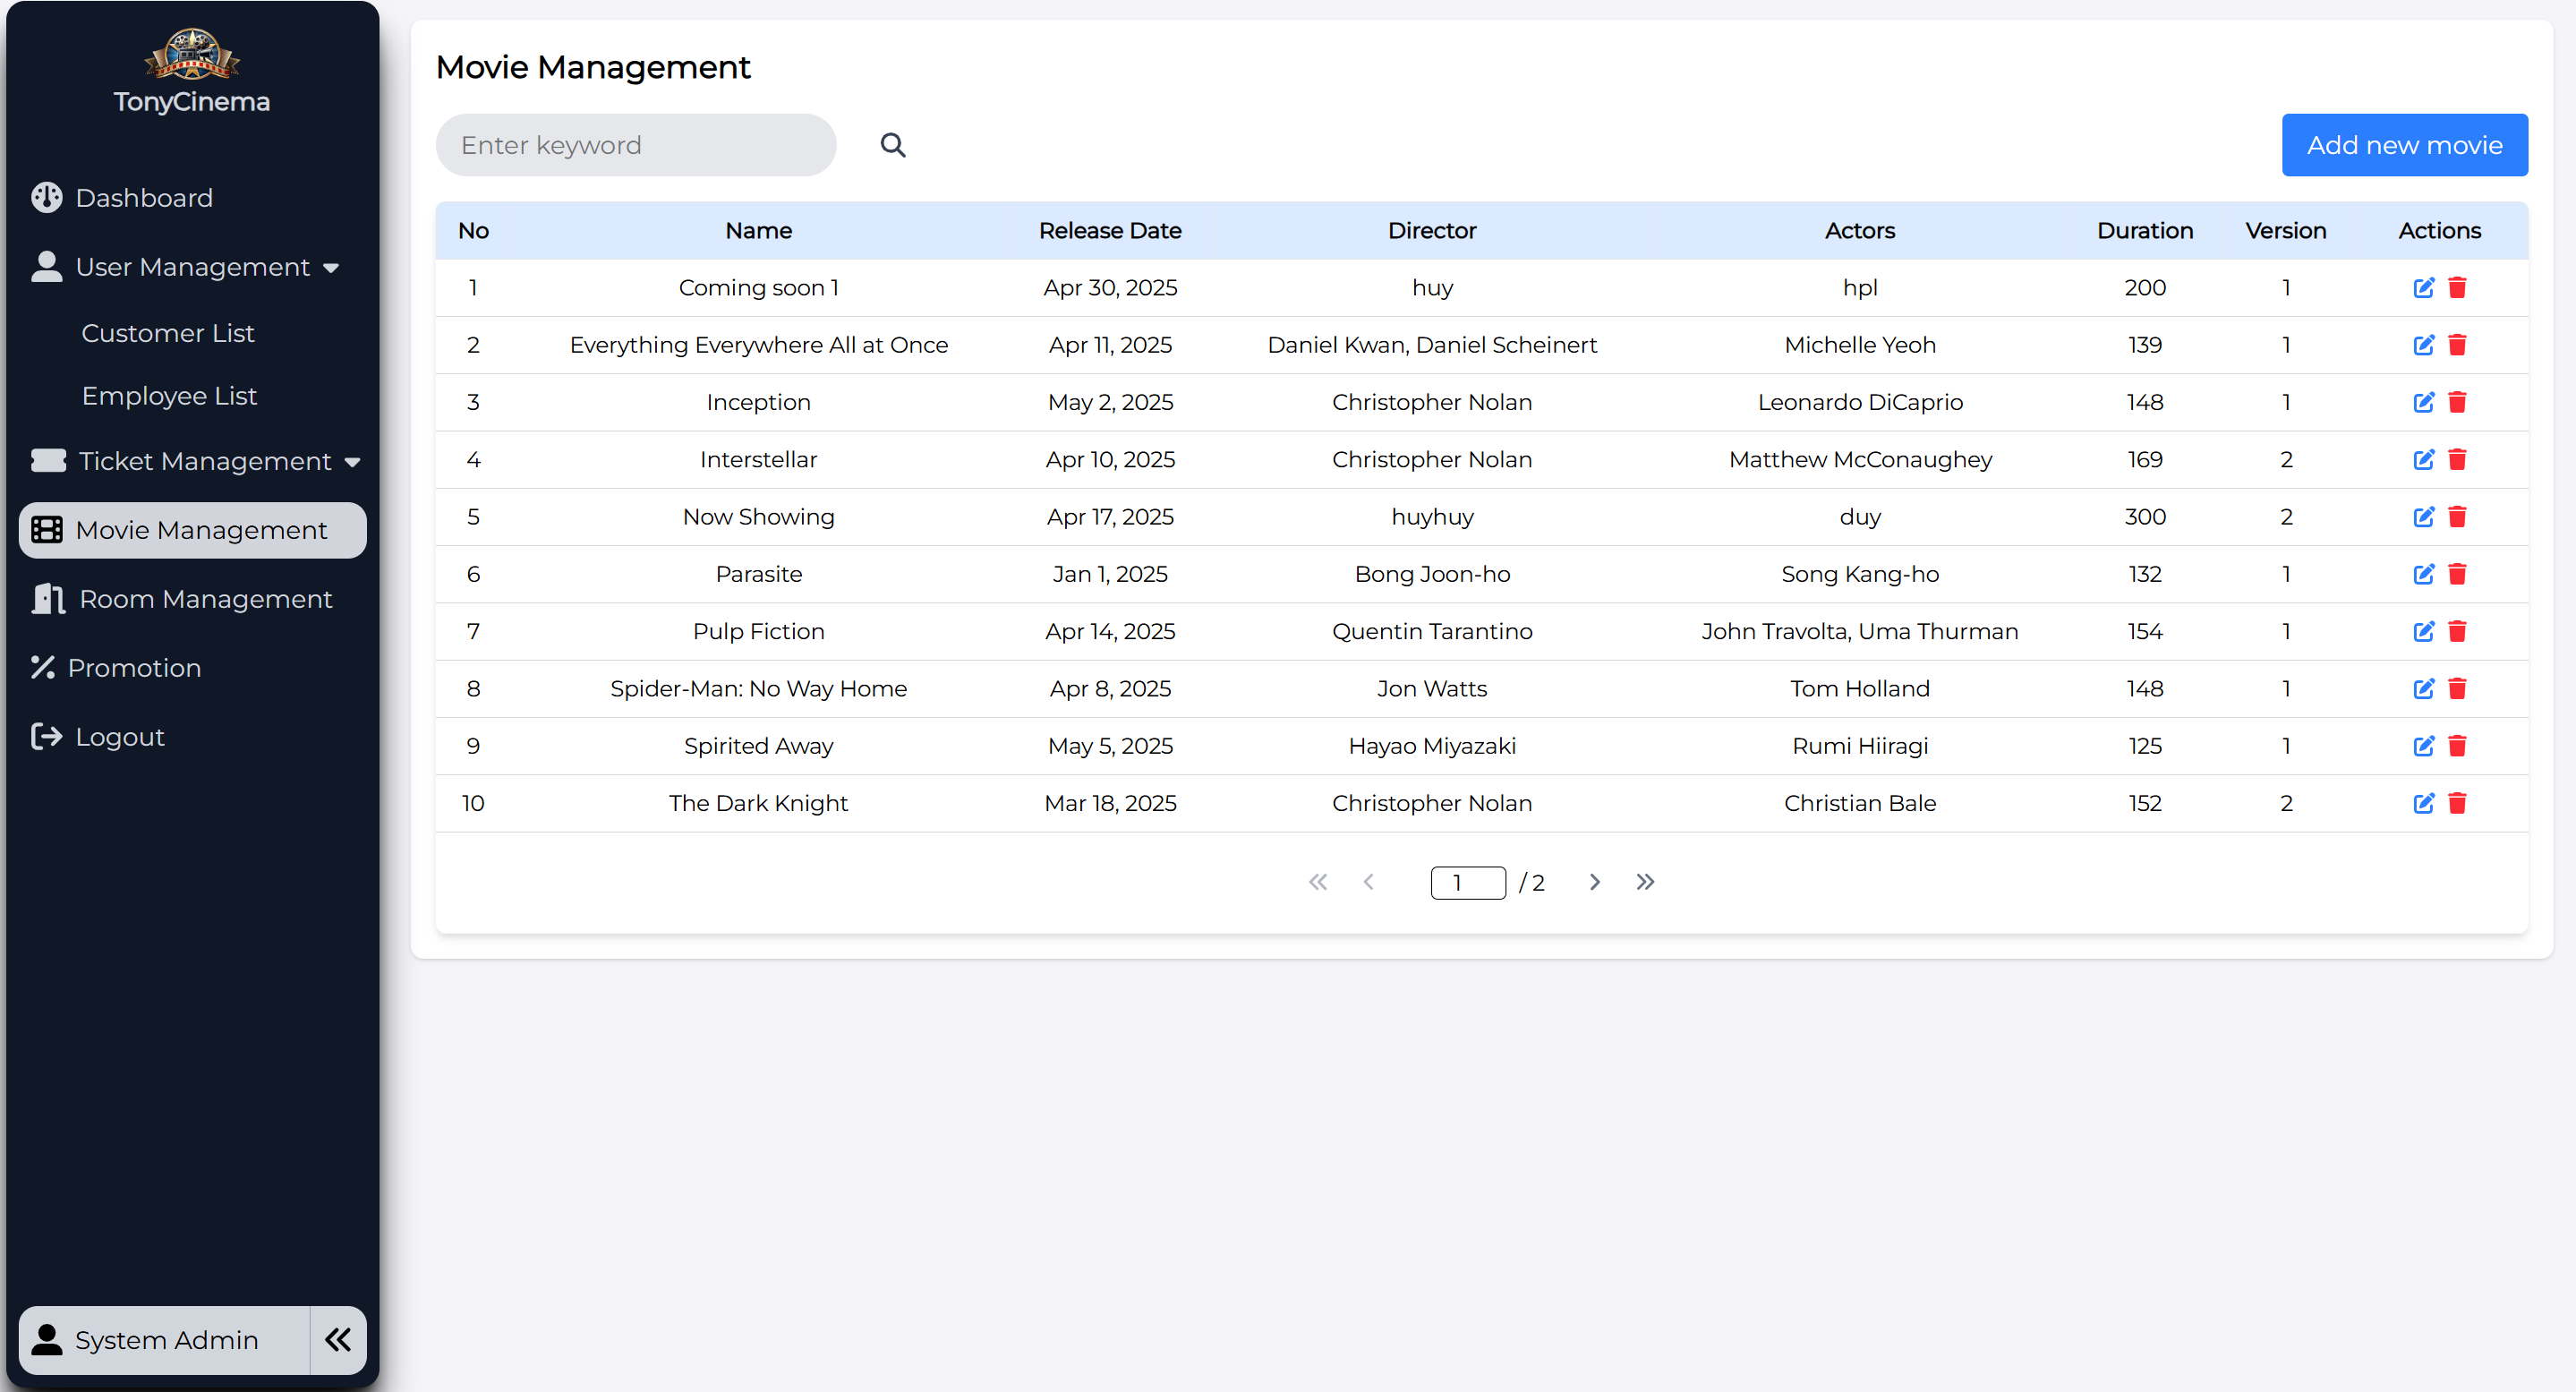 TonyCinema
Dashboard
User Management
Customer List
Employee List
Ticket Management
Movie Management
Room Management
Promotion
Logout
System Admin
Movie Management
Enter keyword
Add new movie
No Name Release Date Director Actors Duration Version Actions
1 Coming soon 1 Apr 30, 2025 huy hpl 200 1
2 Everything Everywhere All at Once Apr 11, 2025 Daniel Kwan, Daniel Scheinert Michelle Yeoh 139 1
3 Inception May 2, 2025 Christopher Nolan Leonardo DiCaprio 148 1
4 Interstellar Apr 10, 2025 Christopher Nolan Matthew McConaughey 169 2
5 Now Showing Apr 17, 2025 huyhuy duy 300 2
6 Parasite Jan 1, 2025 Bong Joon-ho Song Kang-ho 132 1
7 Pulp Fiction Apr 14, 2025 Quentin Tarantino John Travolta, Uma Thurman 154 1
8 Spider-Man: No Way Home Apr 8, 2025 Jon Watts Tom Holland 148 1
9 Spirited Away May 5, 2025 Hayao Miyazaki Rumi Hiiragi 125 1
10 The Dark Knight Mar 18, 2025 Christopher Nolan Christian Bale 152 2
1 / 2